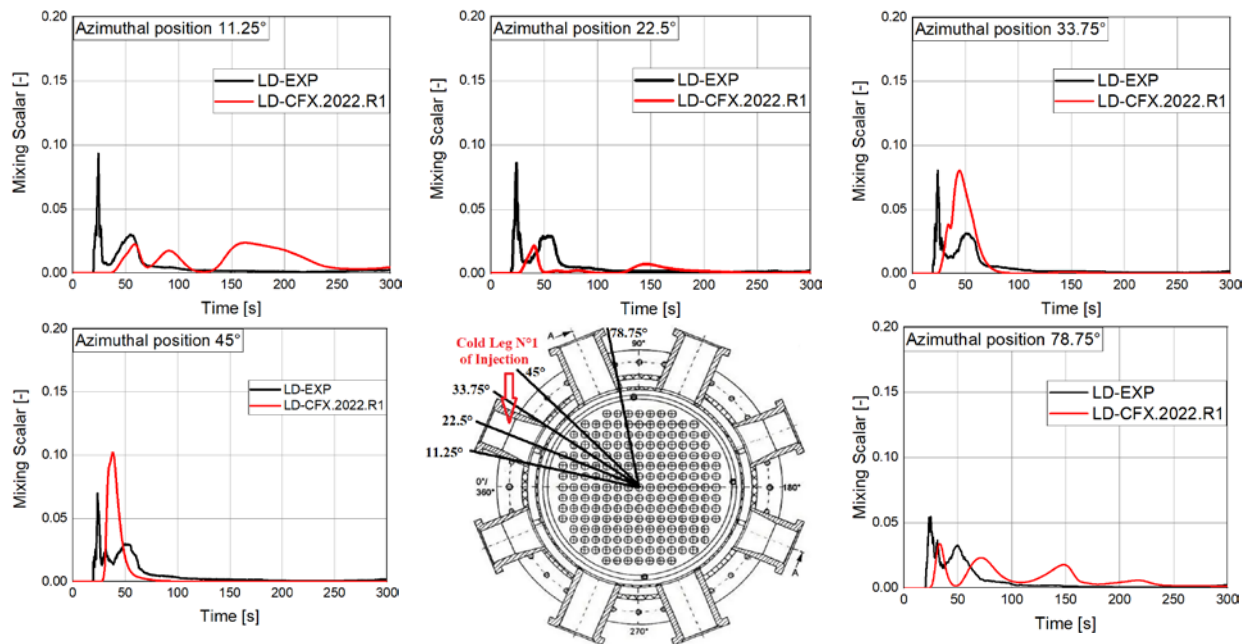 Azimuthal position 11.25°
LD-EXP
LD-CFX.2022.R1
Mixing Scalar [-]
0.20
0.15
0.10
0.05
0.00
0 50 100 150 200 250 300
Time [s]
Azimuthal position 22.5°
LD-EXP
LD-CFX.2022.R1
Mixing Scalar [-]
0.20
0.15
0.10
0.05
0.00
0 50 100 150 200 250 300
Time [s]
Azimuthal position 33.75°
LD-EXP
LD-CFX.2022.R1
Mixing Scalar [-]
0.20
0.15
0.10
0.05
0.00
0 50 100 150 200 250 300
Time [s]
Azimuthal position 45°
LD-EXP
LD-CFX.2022.R1
Mixing Scalar [-]
0.20
0.15
0.10
0.05
0.00
0 50 100 150 200 250 300
Time [s]
A
78.75°
90°
Cold Leg N°1
of Injection
45°
33.75°
22.5°
11.25°
0°/
360°
180°
A
270°
Azimuthal position 78.75°
LD-EXP
LD-CFX.2022.R1
Mixing Scalar [-]
0.20
0.15
0.10
0.05
0.00
0 50 100 150 200 250 300
Time [s]